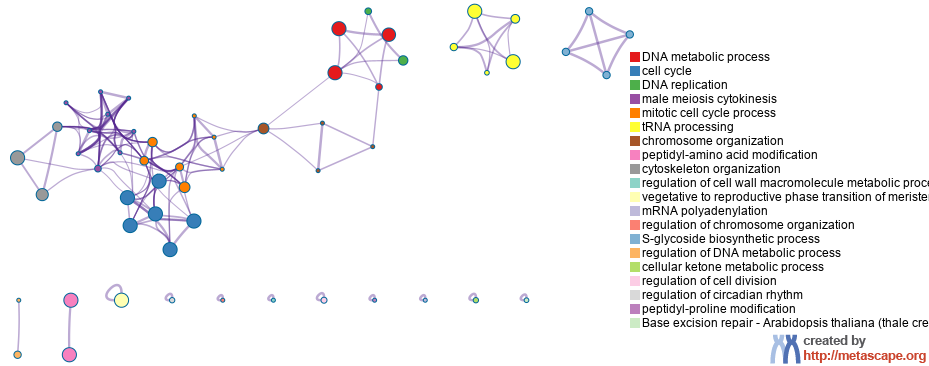 DNA metabolic process
cell cycle
DNA replication
male meiosis cytokinesis
mitotic cell cycle process
tRNA processing
chromosome organization
peptidyl-amino acid modification
cytoskeleton organization
regulation of cell wall macromolecule metabolic proce
vegetative to reproductive phase transition of merister
mRNA polyadenylation
regulation of chromosome organization
S-glycoside biosynthetic process
regulation of DNA metabolic process
cellular ketone metabolic process
regulation of cell division
regulation of circadian rhythm
peptidyl-proline modification
Base excision repair - Arabidopsis thaliana (thale cre
created by
http://metascape.org